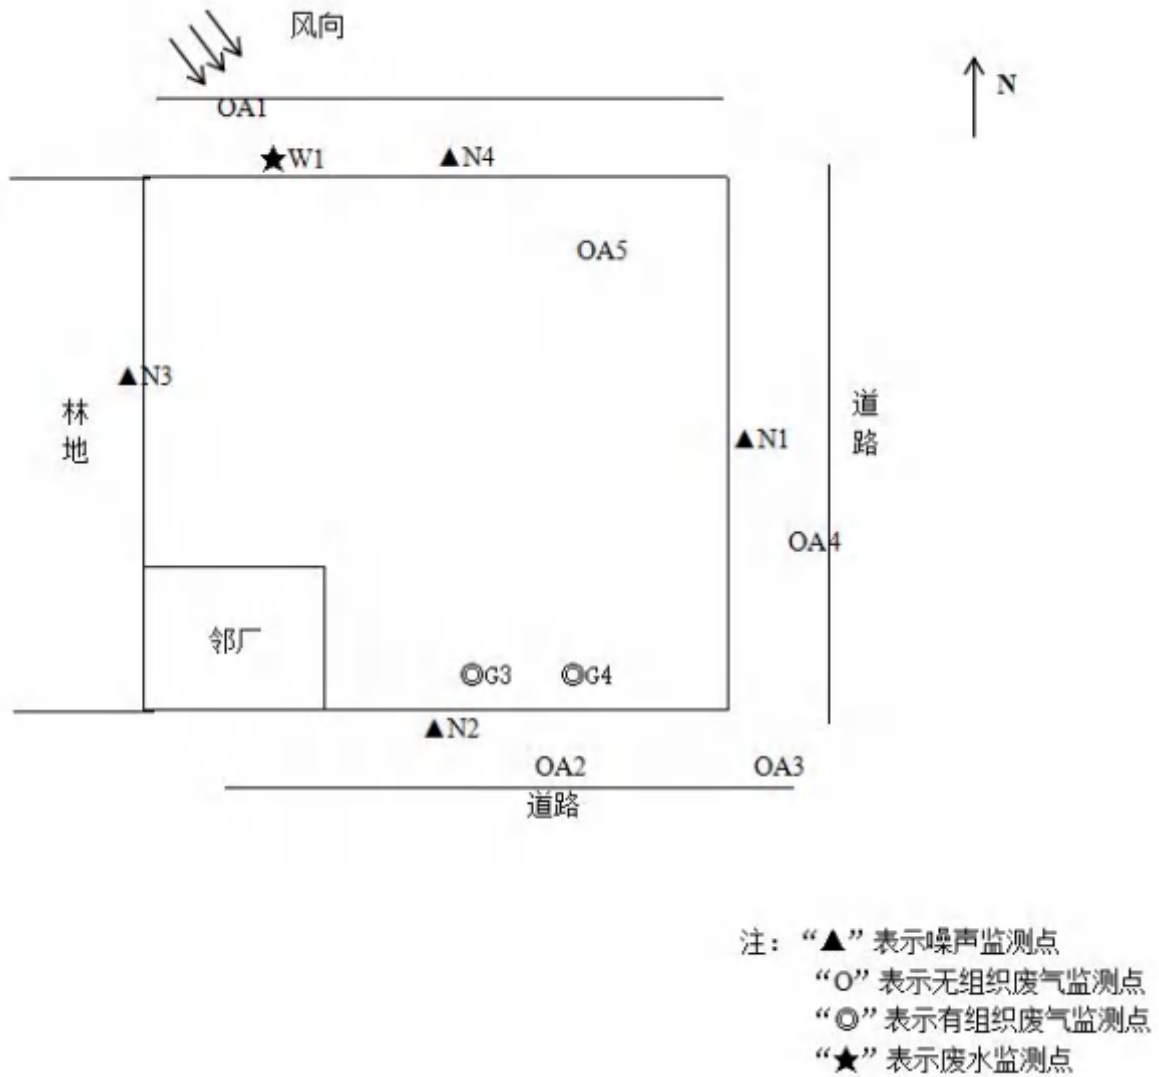 风向
N
OA1
★W1
▲N4
OA5
▲N3
林地
道路
▲N1
OA4
邻厂
◎G3
◎G4
▲N2
OA2
OA3
道路
注：“▲”表示噪声监测点
“O”表示无组织废气监测点
“◎”表示有组织废气监测点
“★”表示废水监测点